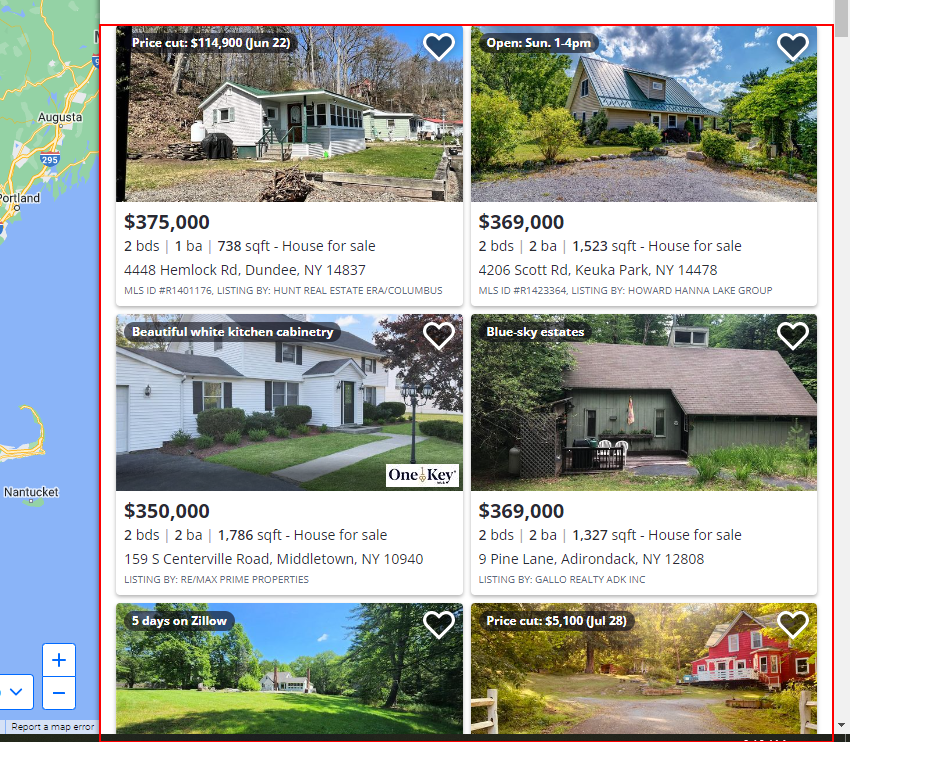 Augusta
295
Portland
Nantucket
Report a map error
Price cut: $114,900 (Jun 22)
$375,000
2 bds | 1 ba | 738 sqft - House for sale
4448 Hemlock Rd, Dundee, NY 14837
MLS ID #R1401176, LISTING BY: HUNT REAL ESTATE ERA/COLUMBUS
Open: Sun. 1-4pm
$369,000
2 bds | 2 ba | 1,523 sqft - House for sale
4206 Scott Rd, Keuka Park, NY 14478
MLS ID #R1423364, LISTING BY: HOWARD HANNA LAKE GROUP
Beautiful white kitchen cabinetry
One Key
$350,000
2 bds | 2 ba | 1,786 sqft - House for sale
159 S Centerville Road, Middletown, NY 10940
LISTING BY: RE/MAX PRIME PROPERTIES
Blue-sky estates
$369,000
2 bds | 2 ba | 1,327 sqft - House for sale
9 Pine Lane, Adirondack, NY 12808
LISTING BY: GALLO REALTY ADK INC
5 days on Zillow
Price cut: $5,100 (Jul 28)